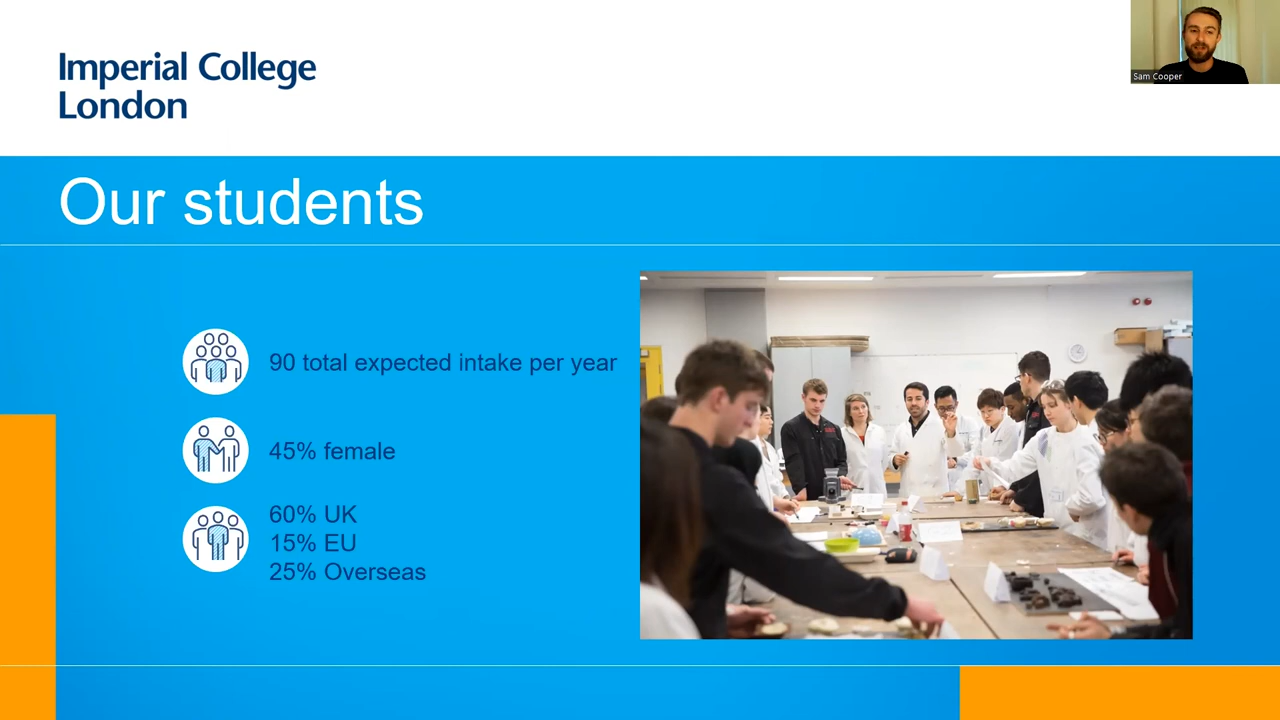 Imperial College
London
Sam Cooper
Our students
90 total expected intake per year
45% female
60% UK
15% EU
25% Overseas